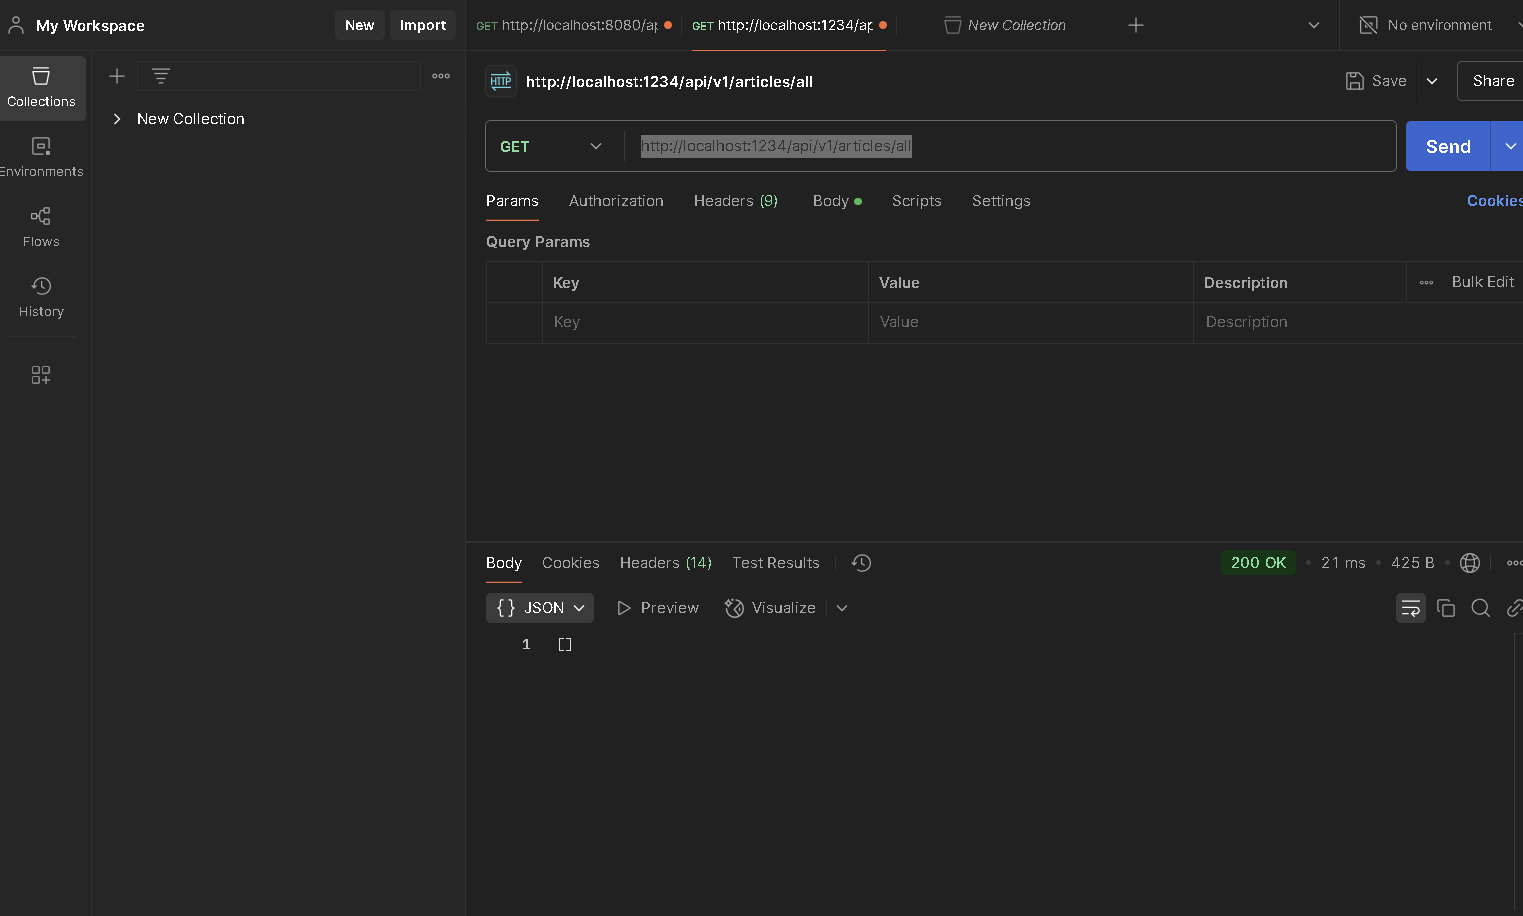 My Workspace New Import GET http://localhost:8080/ap GET http://localhost:1234/ap New Collection No environment
Collections
http://localhost:1234/api/v1/articles/all Save Share
New Collection
GET http://localhost:1234/api/v1/articles/all Send
Environments
Params Authorization Headers (9) Body Scripts Settings Cookies
Flows
Query Params
Key Value Description Bulk Edit
History
Key Value Description
Body Cookies Headers (14) Test Results 200 OK 21 ms 425 B
{} JSON Preview Visualize
1 []